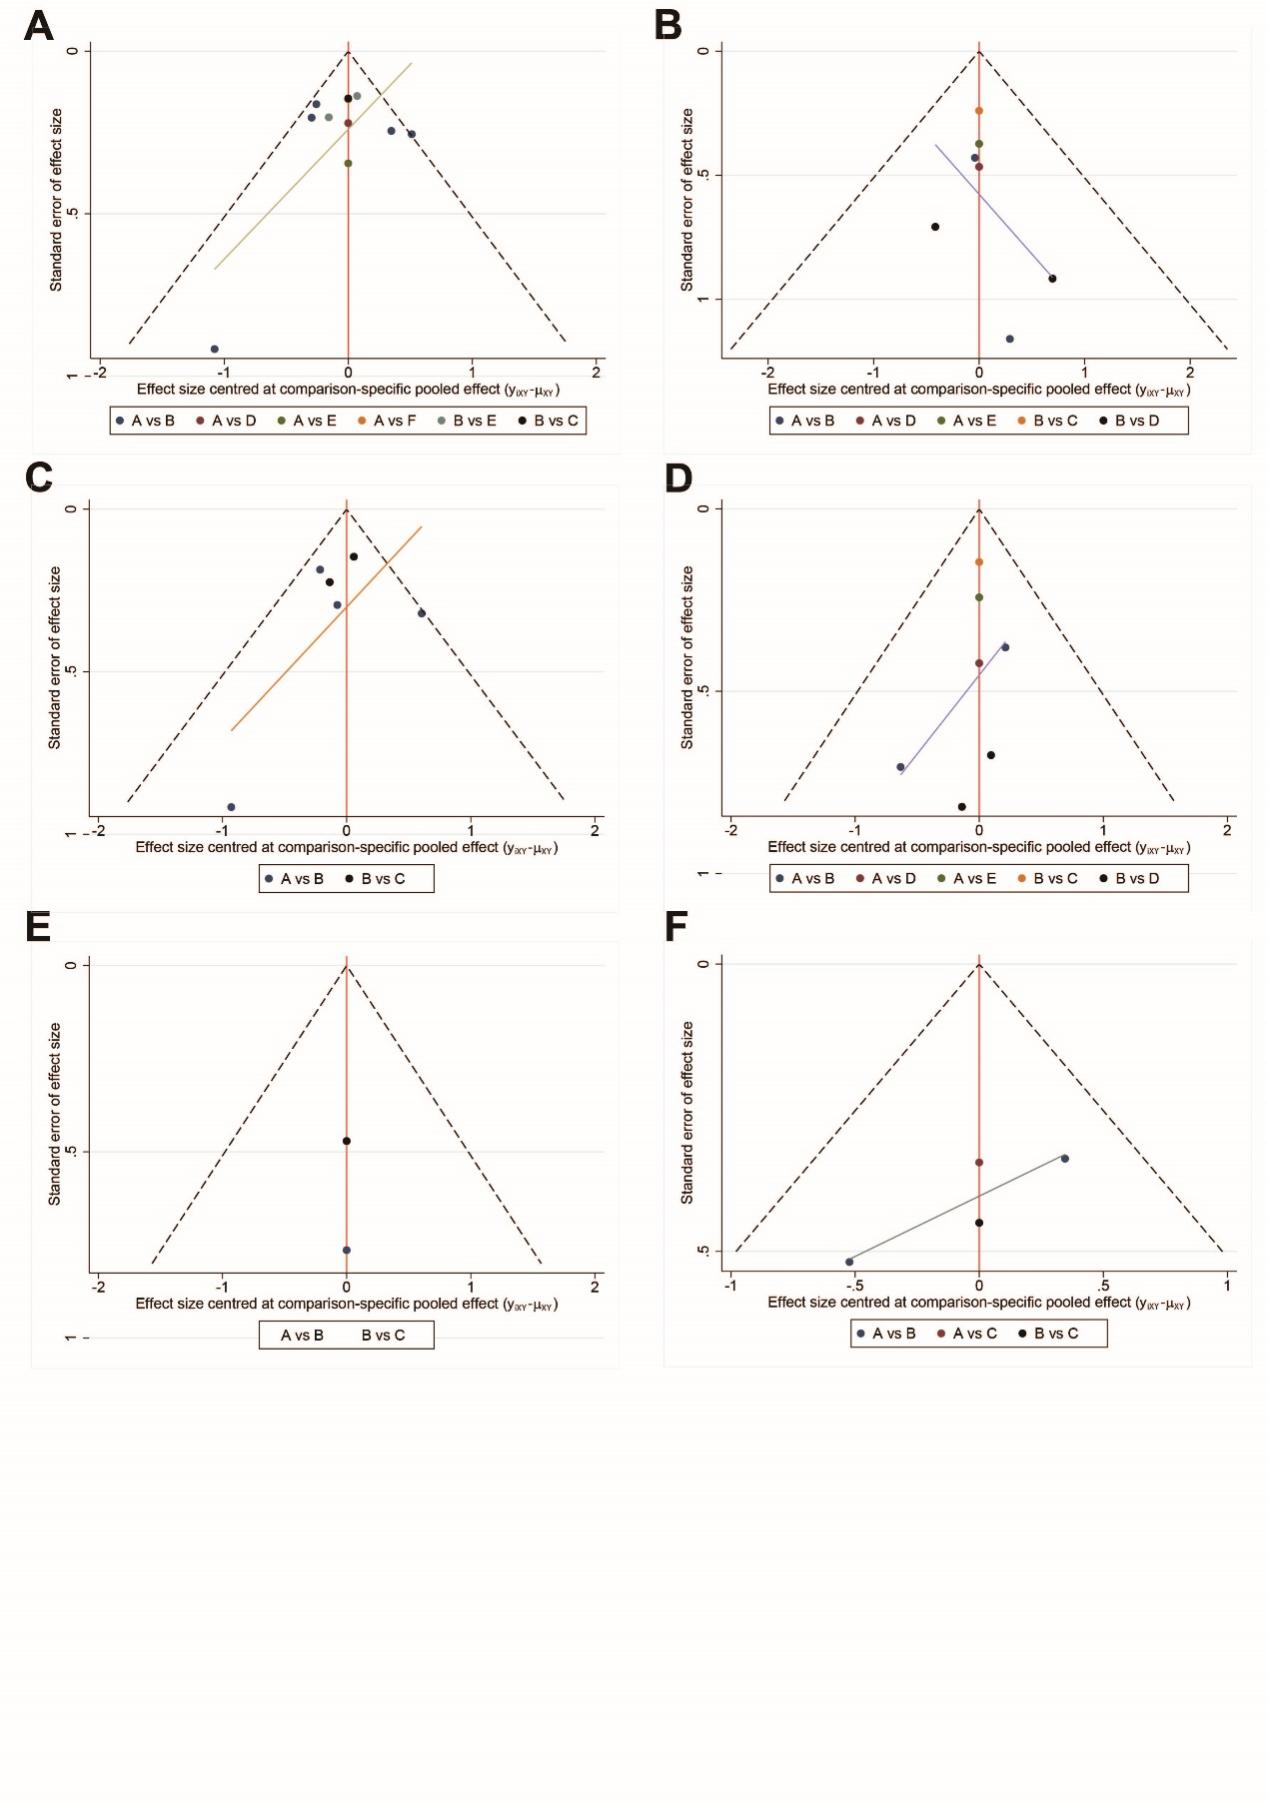 A
0
.5
1
Standard error of effect size
-2 -1 0 1 2
Effect size centred at comparison-specific pooled effect (yiXY-μXY)
A vs B A vs D A vs E A vs F B vs E B vs C
B
0
.5
1
Standard error of effect size
-2 -1 0 1 2
Effect size centred at comparison-specific pooled effect (yiXY-μXY)
A vs B A vs D A vs E B vs C B vs D
C
0
.5
1
Standard error of effect size
-2 -1 0 1 2
Effect size centred at comparison-specific pooled effect (yiXY-μXY)
A vs B B vs C
D
0
.5
1
Standard error of effect size
-2 -1 0 1 2
Effect size centred at comparison-specific pooled effect (yiXY-μXY)
A vs B A vs D A vs E B vs C B vs D
E
0
.5
1
Standard error of effect size
-2 -1 0 1 2
Effect size centred at comparison-specific pooled effect (yiXY-μXY)
A vs B B vs C
F
0
.5
Standard error of effect size
-1 -.5 0 .5 1
Effect size centred at comparison-specific pooled effect (yiXY-μXY)
A vs B A vs C B vs C